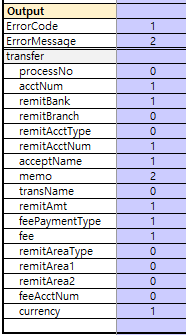 Output
ErrorCode 1
ErrorMessage 2
transfer
processNo 0
acctNum 1
remitBank 1
remitBranch 0
remitAcctType 0
remitAcctNum 1
acceptName 1
memo 2
transName 0
remitAmt 1
feePaymentType 1
fee 1
remitAreaType 0
remitArea1 0
remitArea2 0
feeAcctNum 0
currency 1